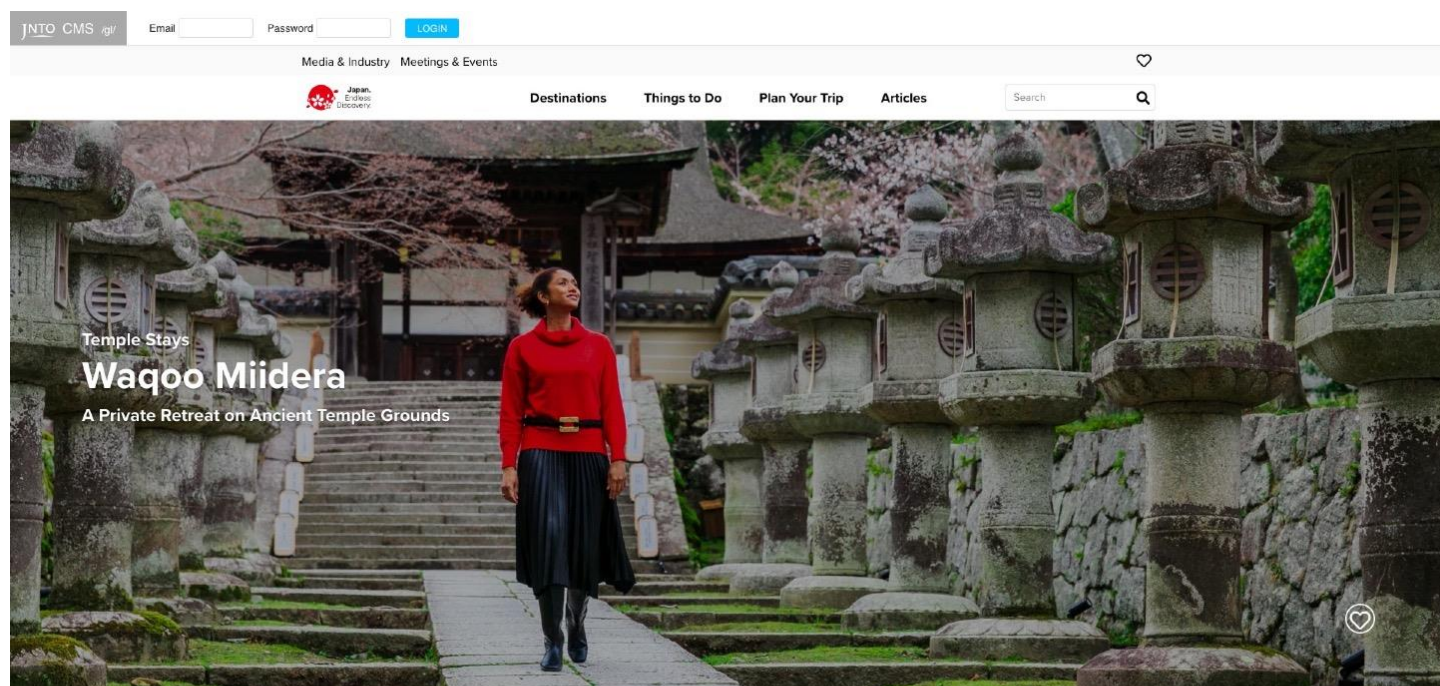 JNTO CMS /gl/ Email Password LOGIN
Media & Industry Meetings & Events
Japan.
Endless
Discovery.
Destinations Things to Do Plan Your Trip Articles Search
Temple Stays
Waqoo Miidera
A Private Retreat on Ancient Temple Grounds